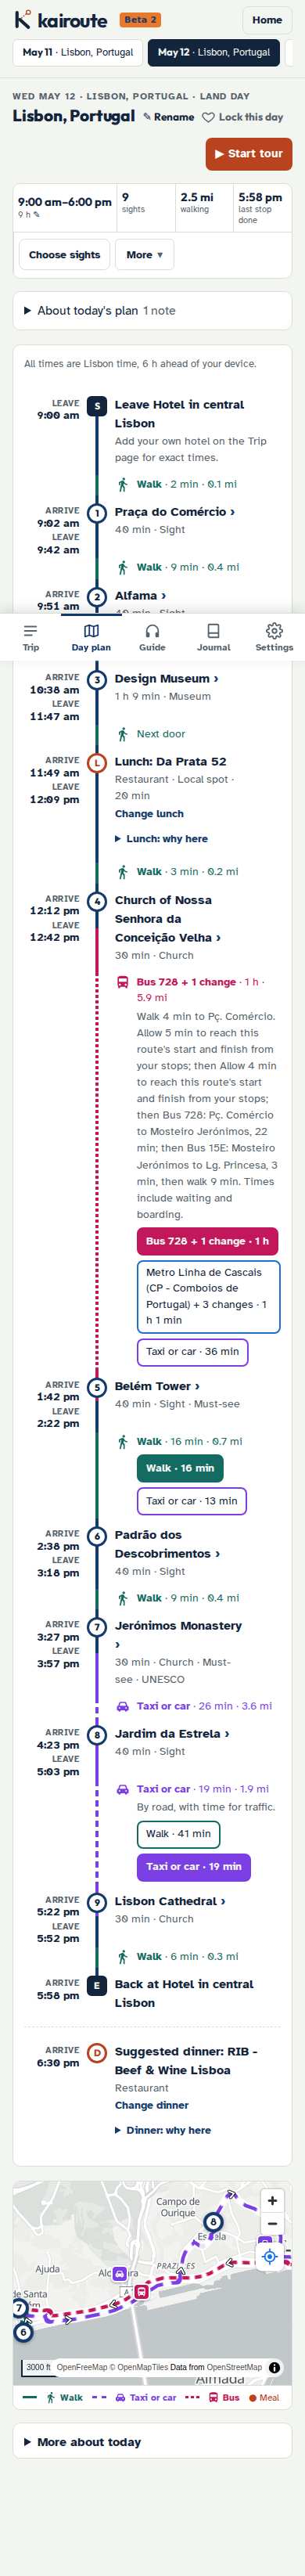 kairoute Beta 2 Home
May 11 · Lisbon, Portugal May 12 · Lisbon, Portugal
WED MAY 12 · LISBON, PORTUGAL · LAND DAY
Lisbon, Portugal ✎ Rename ♡ Lock this day
▶ Start tour
9:00 am–6:00 pm
9 h ✎
9
sights
2.5 mi
walking
5:58 pm
last stop
done
Choose sights More ▾
▶ About today's plan 1 note
All times are Lisbon time, 6 h ahead of your device.
LEAVE
9:00 am
S
Leave Hotel in central
Lisbon
Add your own hotel on the Trip
page for exact times.
Walk · 2 min · 0.1 mi
ARRIVE
9:02 am
LEAVE
9:42 am
1
Praça do Comércio ›
40 min · Sight
Walk · 9 min · 0.4 mi
ARRIVE
9:51 am
2
Alfama ›
40 min · Sight
Trip Day plan Guide Journal Settings
ARRIVE
10:38 am
LEAVE
11:47 am
3
Design Museum ›
1 h 9 min · Museum
Next door
ARRIVE
11:49 am
LEAVE
12:09 pm
L
Lunch: Da Prata 52
Restaurant · Local spot ·
20 min
Change lunch
▶ Lunch: why here
Walk · 3 min · 0.2 mi
ARRIVE
12:12 pm
LEAVE
12:42 pm
4
Church of Nossa
Senhora da
Conceição Velha ›
30 min · Church
Bus 728 + 1 change · 1 h ·
5.9 mi
Walk 4 min to Pç. Comércio.
Allow 5 min to reach this
route's start and finish from
your stops; then Allow 4 min
to reach this route's start
and finish from your stops;
then Bus 728: Pç. Comércio
to Mosteiro Jerónimos, 22
min; then Bus 15E: Mosteiro
Jerónimos to Lg. Princesa, 3
min, then walk 9 min. Times
include waiting and
boarding.
Bus 728 + 1 change · 1 h
Metro Linha de Cascais
(CP - Comboios de
Portugal) + 3 changes · 1
h 1 min
Taxi or car · 36 min
ARRIVE
1:42 pm
LEAVE
2:22 pm
5
Belém Tower ›
40 min · Sight · Must-see
Walk · 16 min · 0.7 mi
Walk · 16 min
Taxi or car · 13 min
ARRIVE
2:38 pm
LEAVE
3:18 pm
6
Padrão dos
Descobrimentos ›
40 min · Sight
Walk · 9 min · 0.4 mi
ARRIVE
3:27 pm
LEAVE
3:57 pm
7
Jerónimos Monastery
›
30 min · Church · Must-
see · UNESCO
Taxi or car · 26 min · 3.6 mi
ARRIVE
4:23 pm
LEAVE
5:03 pm
8
Jardim da Estrela ›
40 min · Sight
Taxi or car · 19 min · 1.9 mi
By road, with time for traffic.
Walk · 41 min
Taxi or car · 19 min
ARRIVE
5:22 pm
LEAVE
5:52 pm
9
Lisbon Cathedral ›
30 min · Church
Walk · 6 min · 0.3 mi
ARRIVE
5:58 pm
E
Back at Hotel in central
Lisbon
ARRIVE
6:30 pm
D
Suggested dinner: RIB -
Beef & Wine Lisboa
Restaurant
Change dinner
▶ Dinner: why here
Campo de
Ourique
8
Ajuda
de Santa
7
6
Almada
3000 ft OpenFreeMap © OpenMapTiles Data from OpenStreetMap
Walk Taxi or car Bus Meal
▶ More about today